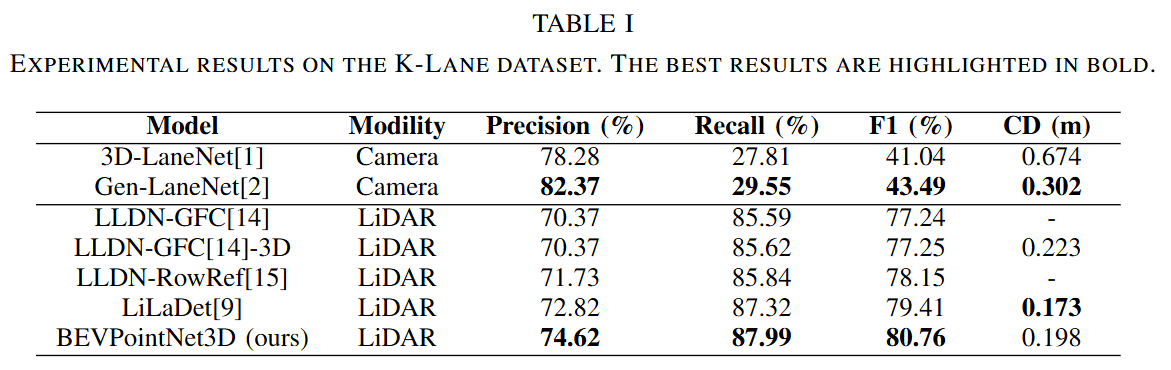 TABLE I
EXPERIMENTAL RESULTS ON THE K-LANE DATASET. THE BEST RESULTS ARE HIGHLIGHTED IN BOLD.
Model Modility Precision (%) Recall (%) F1 (%) CD (m)
3D-LaneNet[1] Camera 78.28 27.81 41.04 0.674
Gen-LaneNet[2] Camera 82.37 29.55 43.49 0.302
LLDN-GFC[14] LiDAR 70.37 85.59 77.24 -
LLDN-GFC[14]-3D LiDAR 70.37 85.62 77.25 0.223
LLDN-RowRef[15] LiDAR 71.73 85.84 78.15 -
LiLaDet[9] LiDAR 72.82 87.32 79.41 0.173
BEVPointNet3D (ours) LiDAR 74.62 87.99 80.76 0.198